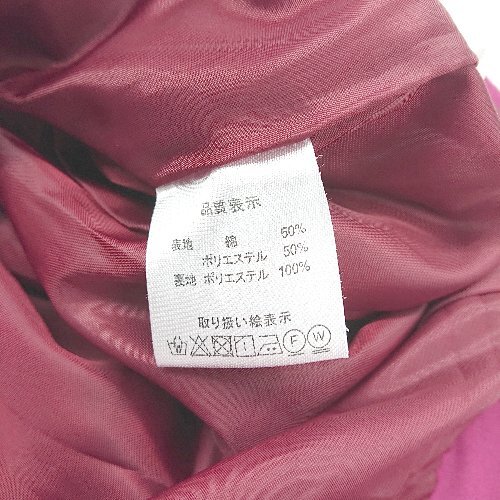 品質表示
表地 綿 50%
ポリエステル 50%
裏地 ポリエステル 100%
取り扱い絵表示
F W